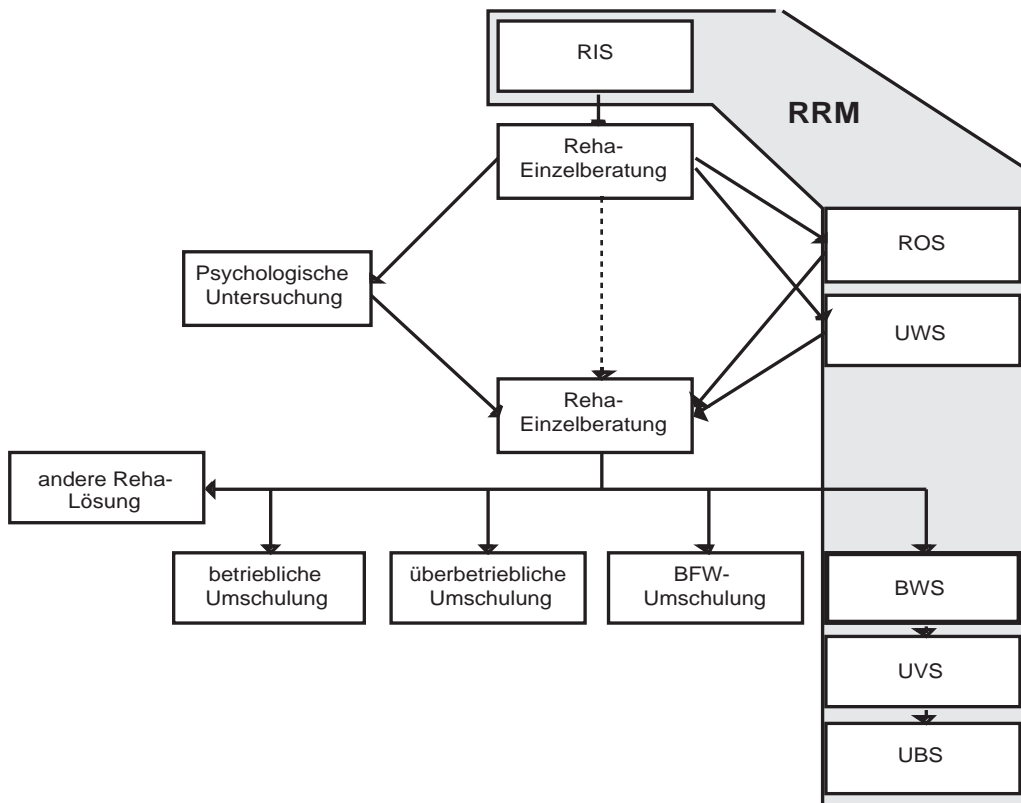 RIS
RRM
Reha-
Einzelberatung
ROS
Psychologische
Untersuchung
UWS
Reha-
Einzelberatung
andere Reha-
Lösung
betriebliche
Umschulung
überbetriebliche
Umschulung
BFW-
Umschulung
BWS
UVS
UBS